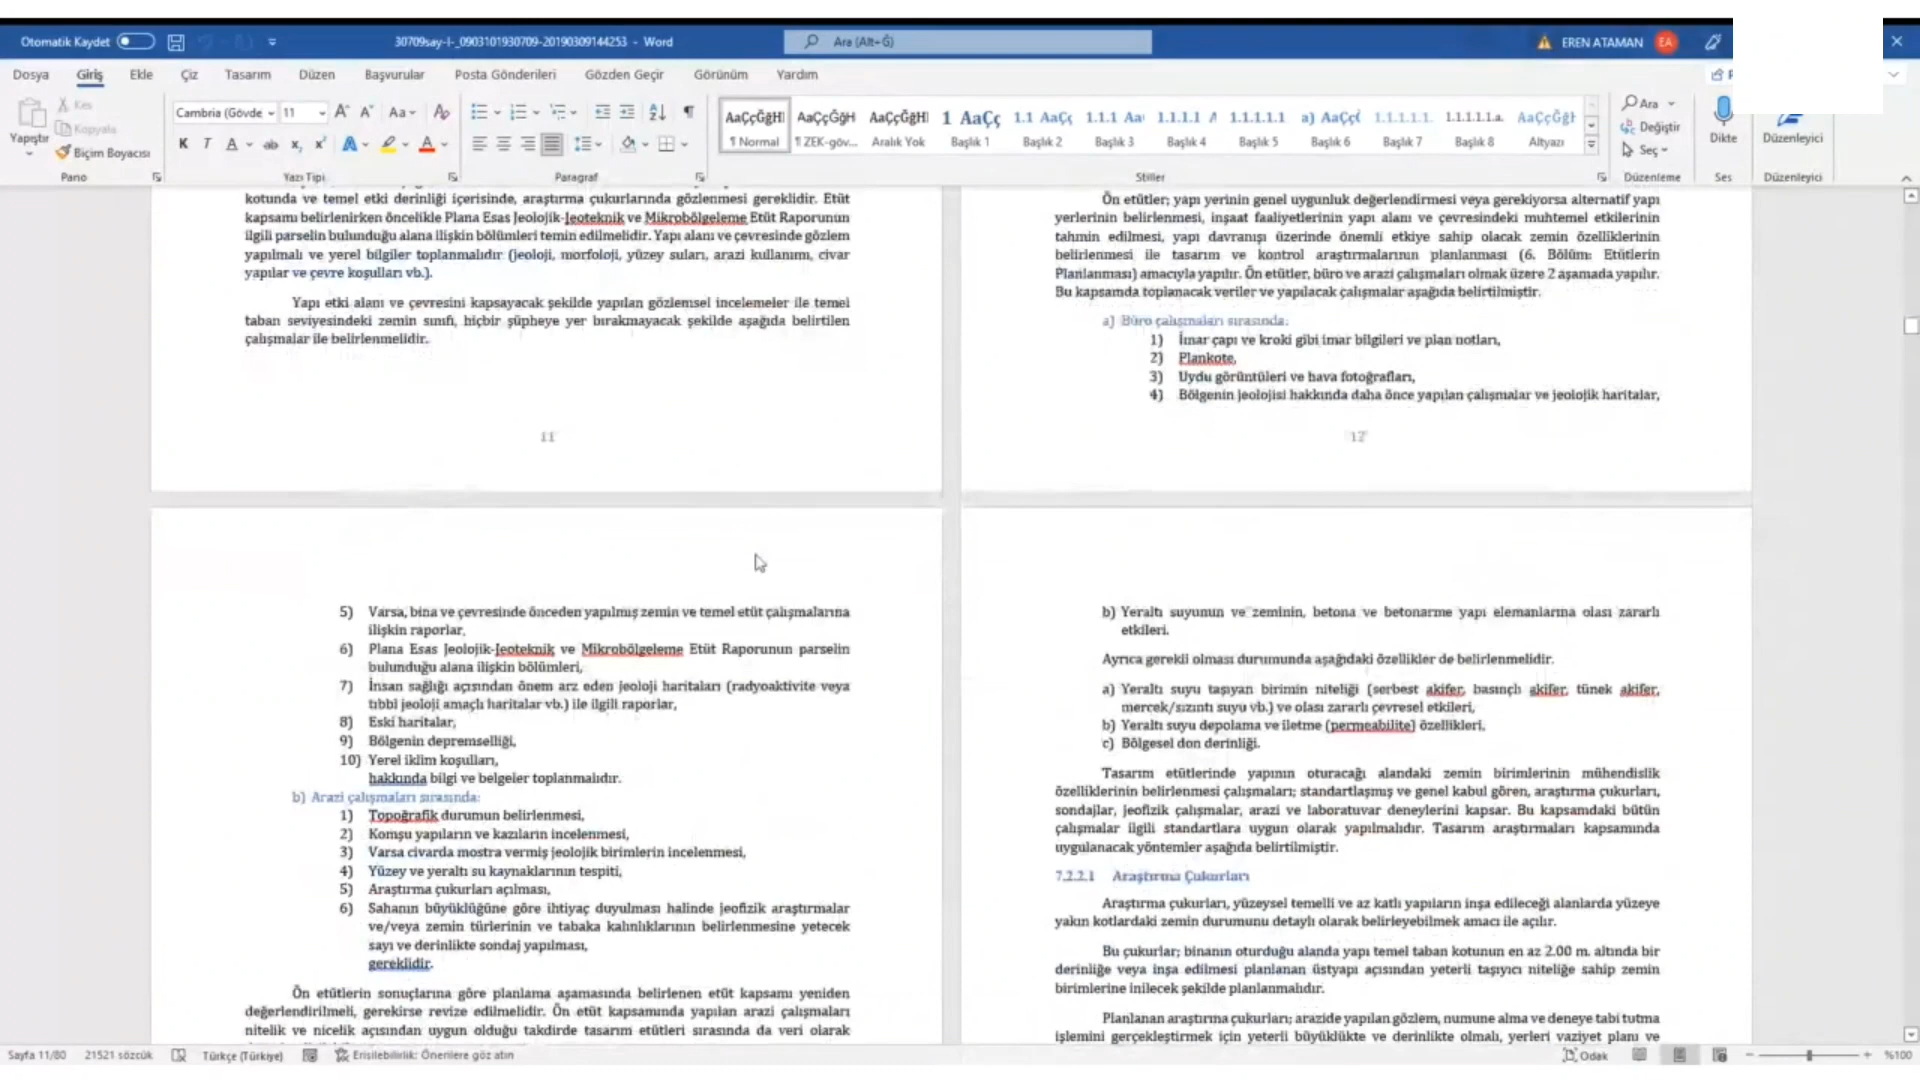 Otomatik Kaydet
30709say-I-_0903101930709-20190309144253 - Word
Ara (Alt+Ğ)
EREN ATAMAN
EA
Dosya
Giriş
Ekle
Çiz
Tasarım
Düzen
Başvurular
Posta Gönderileri
Gözden Geçir
Görünüm
Yardım
Yapıştır
Kes
Kopyala
Biçim Boyacısı
Pano
Cambria (Gövde
11
Yazı Tipi
Paragraf
¶ Normal
¶ ZEK-göv...
Aralık Yok
Başlık 1
Başlık 2
Başlık 3
Başlık 4
Başlık 5
Başlık 6
Başlık 7
Başlık 8
Altyazı
Stiller
Ara
Değiştir
Seç
Düzenleme
Dikte
Ses
Düzenleyici
Düzenleyici
kotunda ve temel etki derinliği içerisinde, araştırma çukurlarında gözlenmesi gereklidir. Etüt
kapsamı belirlenirken öncelikle Plana Esas Jeolojik-Jeoteknik ve Mikrobölgeleme Etüt Raporunun
ilgili parselin bulunduğu alana ilişkin bölümleri temin edilmelidir. Yapı alanı ve çevresinde gözlem
yapılmalı ve yerel bilgiler toplanmalıdır (jeoloji, morfoloji, yüzey suları, arazi kullanımı, civar
yapılar ve çevre koşulları vb.).
Yapı etki alanı ve çevresini kapsayacak şekilde yapılan gözlemsel incelemeler ile temel
taban seviyesindeki zemin sınıfı, hiçbir şüpheye yer bırakmayacak şekilde aşağıda belirtilen
çalışmalar ile belirlenmelidir.
11
Ön etütler; yapı yerinin genel uygunluk değerlendirmesi veya gerekiyorsa alternatif yapı
yerlerinin belirlenmesi, inşaat faaliyetlerinin yapı alanı ve çevresindeki muhtemel etkilerinin
tahmin edilmesi, yapı davranışı üzerinde önemli etkiye sahip olacak zemin özelliklerinin
belirlenmesi ile tasarım ve kontrol araştırmalarının planlanması (6. Bölüm: Etütlerin
Planlanması) amacıyla yapılır. Ön etütler, büro ve arazi çalışmaları olmak üzere 2 aşamada yapılır.
Bu kapsamda toplanacak veriler ve yapılacak çalışmalar aşağıda belirtilmiştir.
a) Büro çalışmaları sırasında:
1) İmar çapı ve kroki gibi imar bilgileri ve plan notları,
2) Plankote,
3) Uydu görüntüleri ve hava fotoğrafları,
4) Bölgenin jeolojisi hakkında daha önce yapılan çalışmalar ve jeolojik haritalar,
12
5) Varsa, bina ve çevresinde önceden yapılmış zemin ve temel etüt çalışmalarına
ilişkin raporlar,
6) Plana Esas Jeolojik-Jeoteknik ve Mikrobölgeleme Etüt Raporunun parselin
bulunduğu alana ilişkin bölümleri,
7) İnsan sağlığı açısından önem arz eden jeoloji haritaları (radyoaktivite veya
tıbbi jeoloji amaçlı haritalar vb.) ile ilgili raporlar,
8) Eski haritalar,
9) Bölgenin depremselliği,
10) Yerel iklim koşulları,
hakkında bilgi ve belgeler toplanmalıdır.
b) Arazi çalışmaları sırasında:
1) Topoğrafik durumun belirlenmesi,
2) Komşu yapıların ve kazıların incelenmesi,
3) Varsa civarda mostra vermiş jeolojik birimlerin incelenmesi,
4) Yüzey ve yeraltı su kaynaklarının tespiti,
5) Araştırma çukurları açılması,
6) Sahanın büyüklüğüne göre ihtiyaç duyulması halinde jeofizik araştırmalar
ve/veya zemin türlerinin ve tabaka kalınlıklarının belirlenmesine yetecek
sayı ve derinlikte sondaj yapılması,
gereklidir.
Ön etütlerin sonuçlarına göre planlama aşamasında belirlenen etüt kapsamı yeniden
değerlendirilmeli, gerekirse revize edilmelidir. Ön etüt kapsamında yapılan arazi çalışmaları
nitelik ve nicelik açısından uygun olduğu takdirde tasarım etütleri sırasında da veri olarak
b) Yeraltı suyunun ve zeminin, betona ve betonarme yapı elemanlarına olası zararlı
etkileri.
Ayrıca gerekli olması durumunda aşağıdaki özellikler de belirlenmelidir.
a) Yeraltı suyu taşıyan birimin niteliği (serbest akifer, basınçlı akifer, tünek akifer,
mercek/sızıntı suyu vb.) ve olası zararlı çevresel etkileri,
b) Yeraltı suyu depolama ve iletme (permeabilite) özellikleri,
c) Bölgesel don derinliği.
Tasarım etütlerinde yapının oturacağı alandaki zemin birimlerinin mühendislik
özelliklerinin belirlenmesi çalışmaları; standartlaşmış ve genel kabul gören, araştırma çukurları,
sondajlar, jeofizik çalışmalar, arazi ve laboratuvar deneylerini kapsar. Bu kapsamdaki bütün
çalışmalar ilgili standartlara uygun olarak yapılmalıdır. Tasarım araştırmaları kapsamında
uygulanacak yöntemler aşağıda belirtilmiştir.
7.2.2.1 Araştırma Çukurları
Araştırma çukurları, yüzeysel temelli ve az katlı yapıların inşa edileceği alanlarda yüzeye
yakın kotlardaki zemin durumunu detaylı olarak belirleyebilmek amacı ile açılır.
Bu çukurlar; binanın oturduğu alanda yapı temel taban kotunun en az 2.00 m. altında bir
derinliğe veya inşa edilmesi planlanan üstyapı açısından yeterli taşıyıcı niteliğe sahip zemin
birimlerine inilecek şekilde planlanmalıdır.
Planlanan araştırma çukurları; arazide yapılan gözlem, numune alma ve deneye tabi tutma
işlemini gerçekleştirmek için yeterli büyüklükte ve derinlikte olmalı, yerleri vaziyet planı ve
Sayfa 11/80
21521 sözcük
Türkçe (Türkiye)
Erişilebilirlik: Önerilere göz atın
Odak
%100